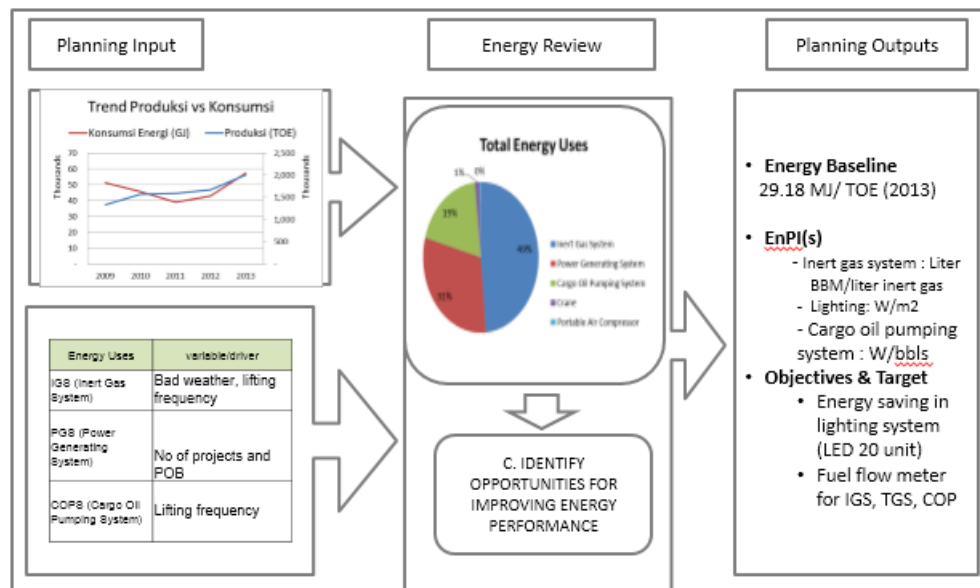 Planning Input
Energy Review
Planning Outputs
Trend Produksi vs Konsumsi
Konsumsi Energi (GJ)
Produksi (TOE)
Thousands
70
60
50
40
30
20
10
-
2,500
2,000
1,500
1,000
500
-
Thousands
2009
2010
2011
2012
2013
Energy Uses
variable/driver
IGS (Inert Gas
System)
Bad weather, lifting
frequency
PGS (Power
Generating
System)
No of projects and
POB
COPS (Cargo Oil
Pumping System)
Lifting frequency
Total Energy Uses
1%
0%
19%
49%
31%
Inert Gas System
Power Generating System
Cargo Oil Pumping System
Crane
Portable Air Compressor
C. IDENTIFY
OPPORTUNITIES FOR
IMPROVING ENERGY
PERFORMANCE
• Energy Baseline
29.18 MJ/ TOE (2013)
• EnPI(s)
- Inert gas system : Liter
BBM/liter inert gas
- Lighting: W/m2
- Cargo oil pumping
system : W/bbls
• Objectives & Target
• Energy saving in
lighting system
(LED 20 unit)
• Fuel flow meter
for IGS, TGS, COP